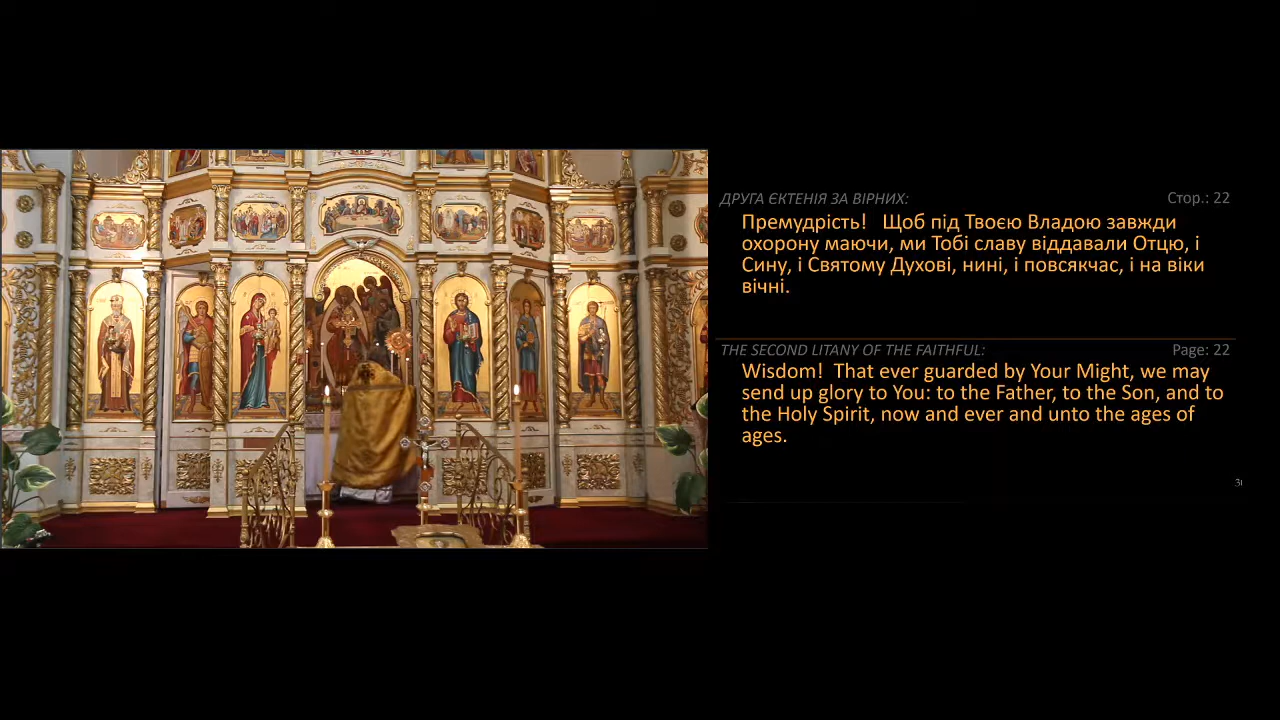 ДРУГА ЄКТЕНІЯ ЗА ВІРНИХ: Стор.: 22
Премудрість! Щоб під Твоєю Владою завжди
охорону маючи, ми Тобі славу віддавали Отцю, і
Сину, і Святому Духові, нині, і повсякчас, і на віки
вічні.
THE SECOND LITANY OF THE FAITHFUL: Page: 22
Wisdom! That ever guarded by Your Might, we may
send up glory to You: to the Father, to the Son, and to
the Holy Spirit, now and ever and unto the ages of
ages.